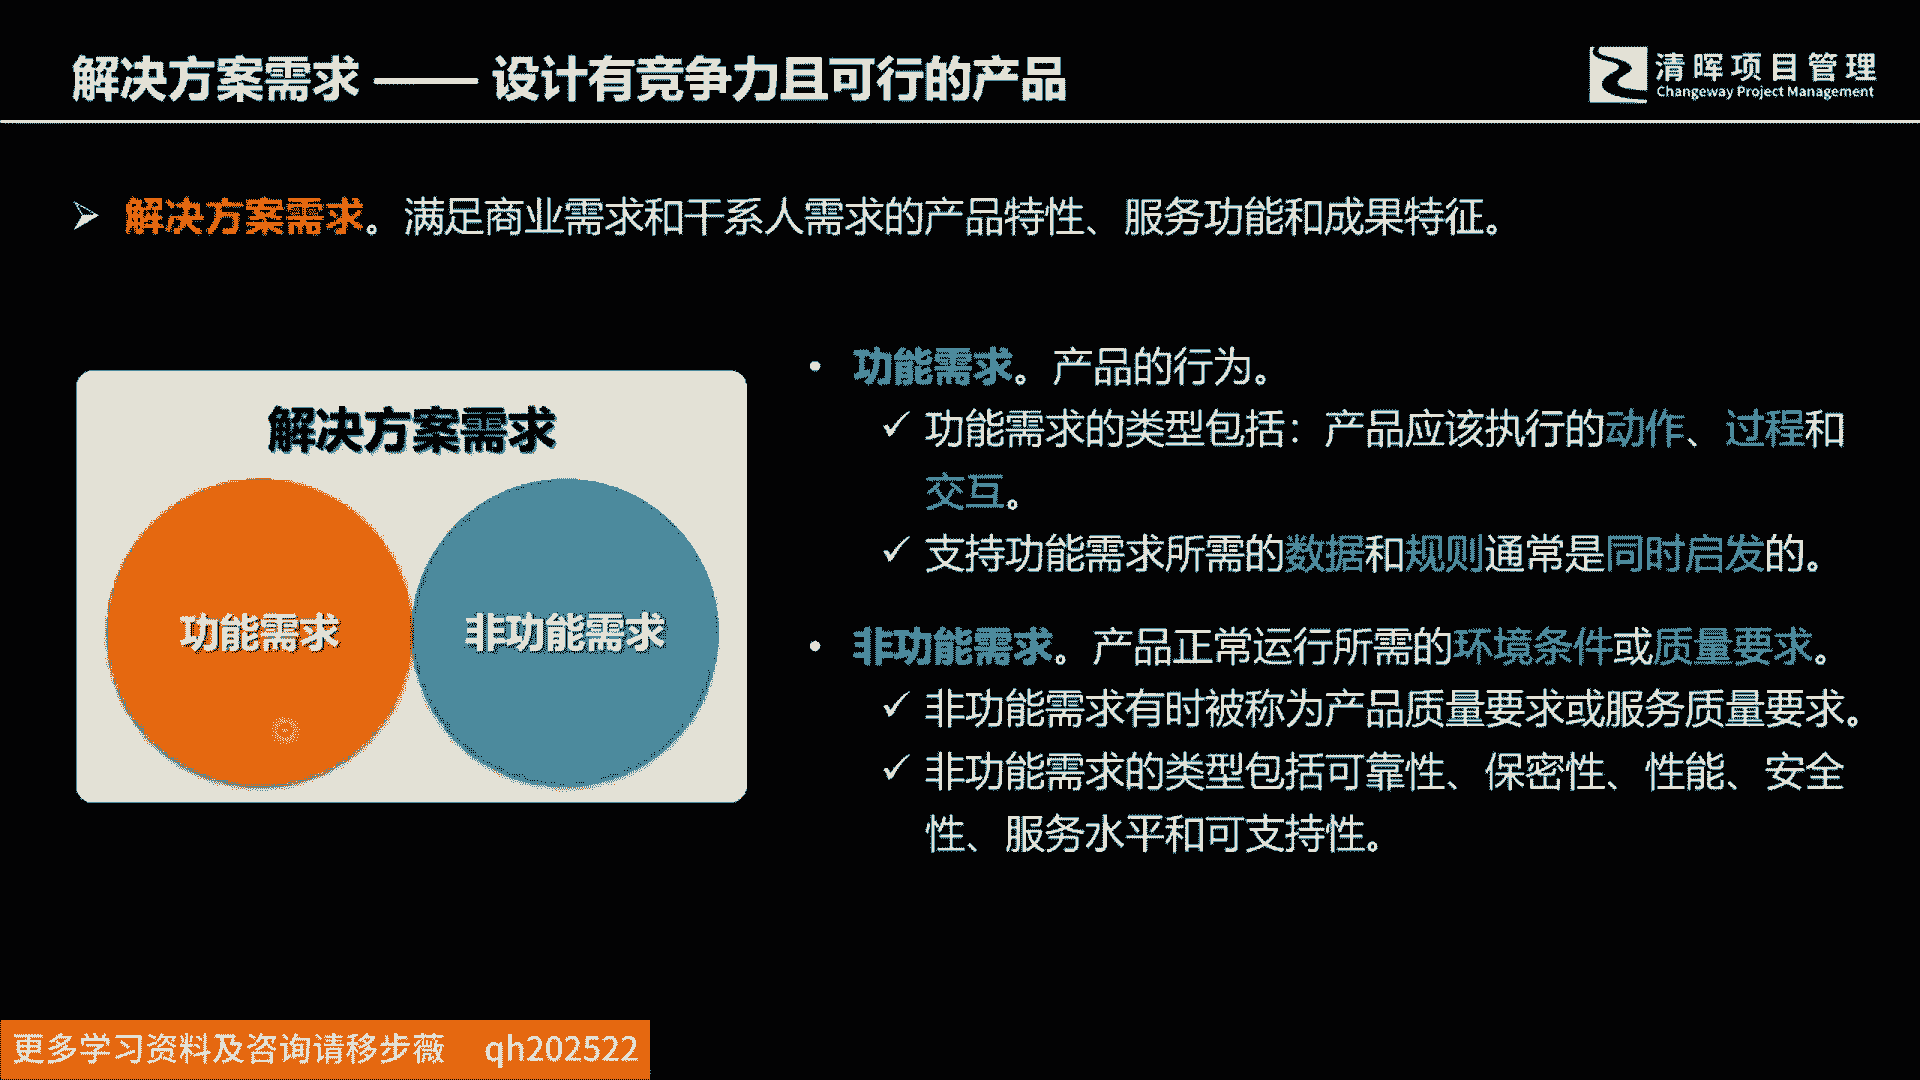 解决方案需求 —— 设计有竞争力且可行的产品
清晖项目管理
Changeway Project Management
➢ 解决方案需求。满足商业需求和干系人需求的产品特性、服务功能和成果特征。
解决方案需求
功能需求
非功能需求
• 功能需求。产品的行为。
✓ 功能需求的类型包括：产品应该执行的动作、过程和
交互。
✓ 支持功能需求所需的数据和规则通常是同时启发的。
• 非功能需求。产品正常运行所需的环境条件或质量要求。
✓ 非功能需求有时被称为产品质量要求或服务质量要求。
✓ 非功能需求的类型包括可靠性、保密性、性能、安全
性、服务水平和可支持性。
更多学习资料及咨询请移步薇 qh202522